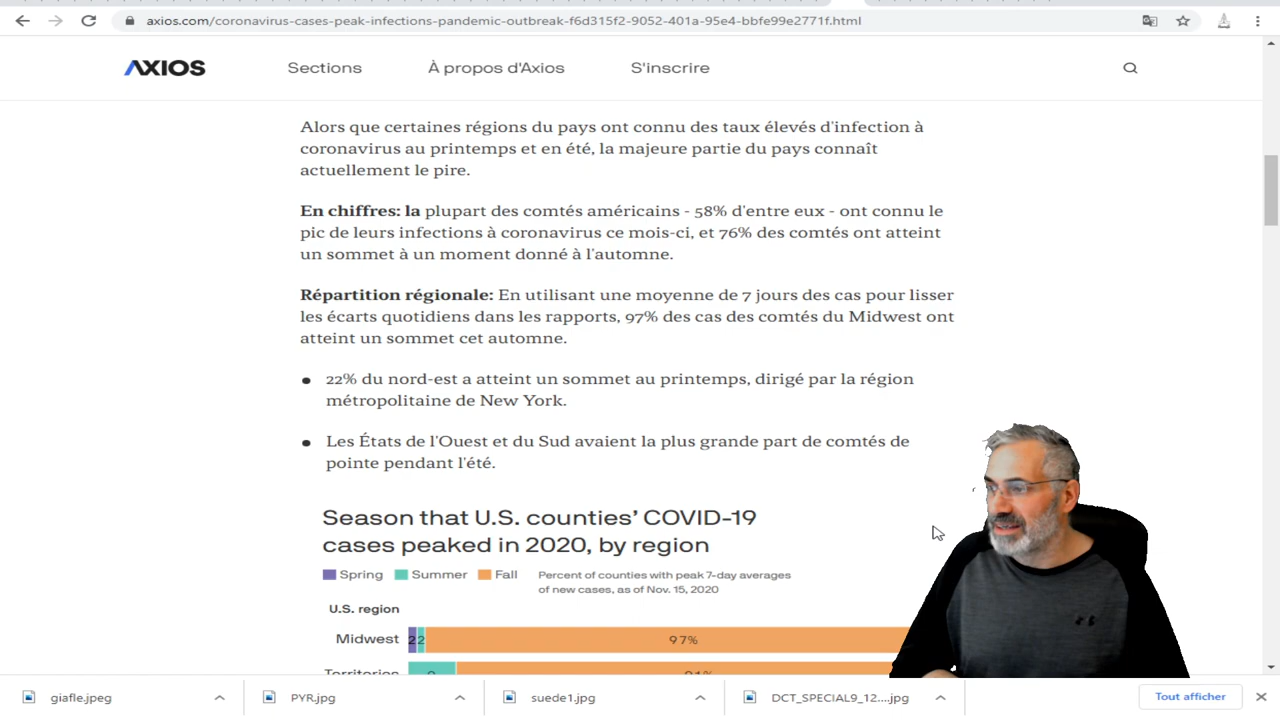 axios.com/coronavirus-cases-peak-infections-pandemic-outbreak-f6d315f2-9052-401a-95e4-bbfe99e2771f.html
AXIOS Sections À propos d'Axios S'inscrire
Alors que certaines régions du pays ont connu des taux élevés d'infection à
coronavirus au printemps et en été, la majeure partie du pays connaît
actuellement le pire.
En chiffres: la plupart des comtés américains - 58% d'entre eux - ont connu le
pic de leurs infections à coronavirus ce mois-ci, et 76% des comtés ont atteint
un sommet à un moment donné à l'automne.
Répartition régionale: En utilisant une moyenne de 7 jours des cas pour lisser
les écarts quotidiens dans les rapports, 97% des cas des comtés du Midwest ont
atteint un sommet cet automne.
22% du nord-est a atteint un sommet au printemps, dirigé par la région
métropolitaine de New York.
Les États de l'Ouest et du Sud avaient la plus grande part de comtés de
pointe pendant l'été.
Season that U.S. counties' COVID-19
cases peaked in 2020, by region
Spring Summer Fall Percent of counties with peak 7-day averages
of new cases, as of Nov. 15, 2020
U.S. region
Midwest 2 2 97%
Territories 9 91%
giafle.jpeg PYR.jpg suede1.jpg DCT_SPECIAL9_12....jpg Tout afficher